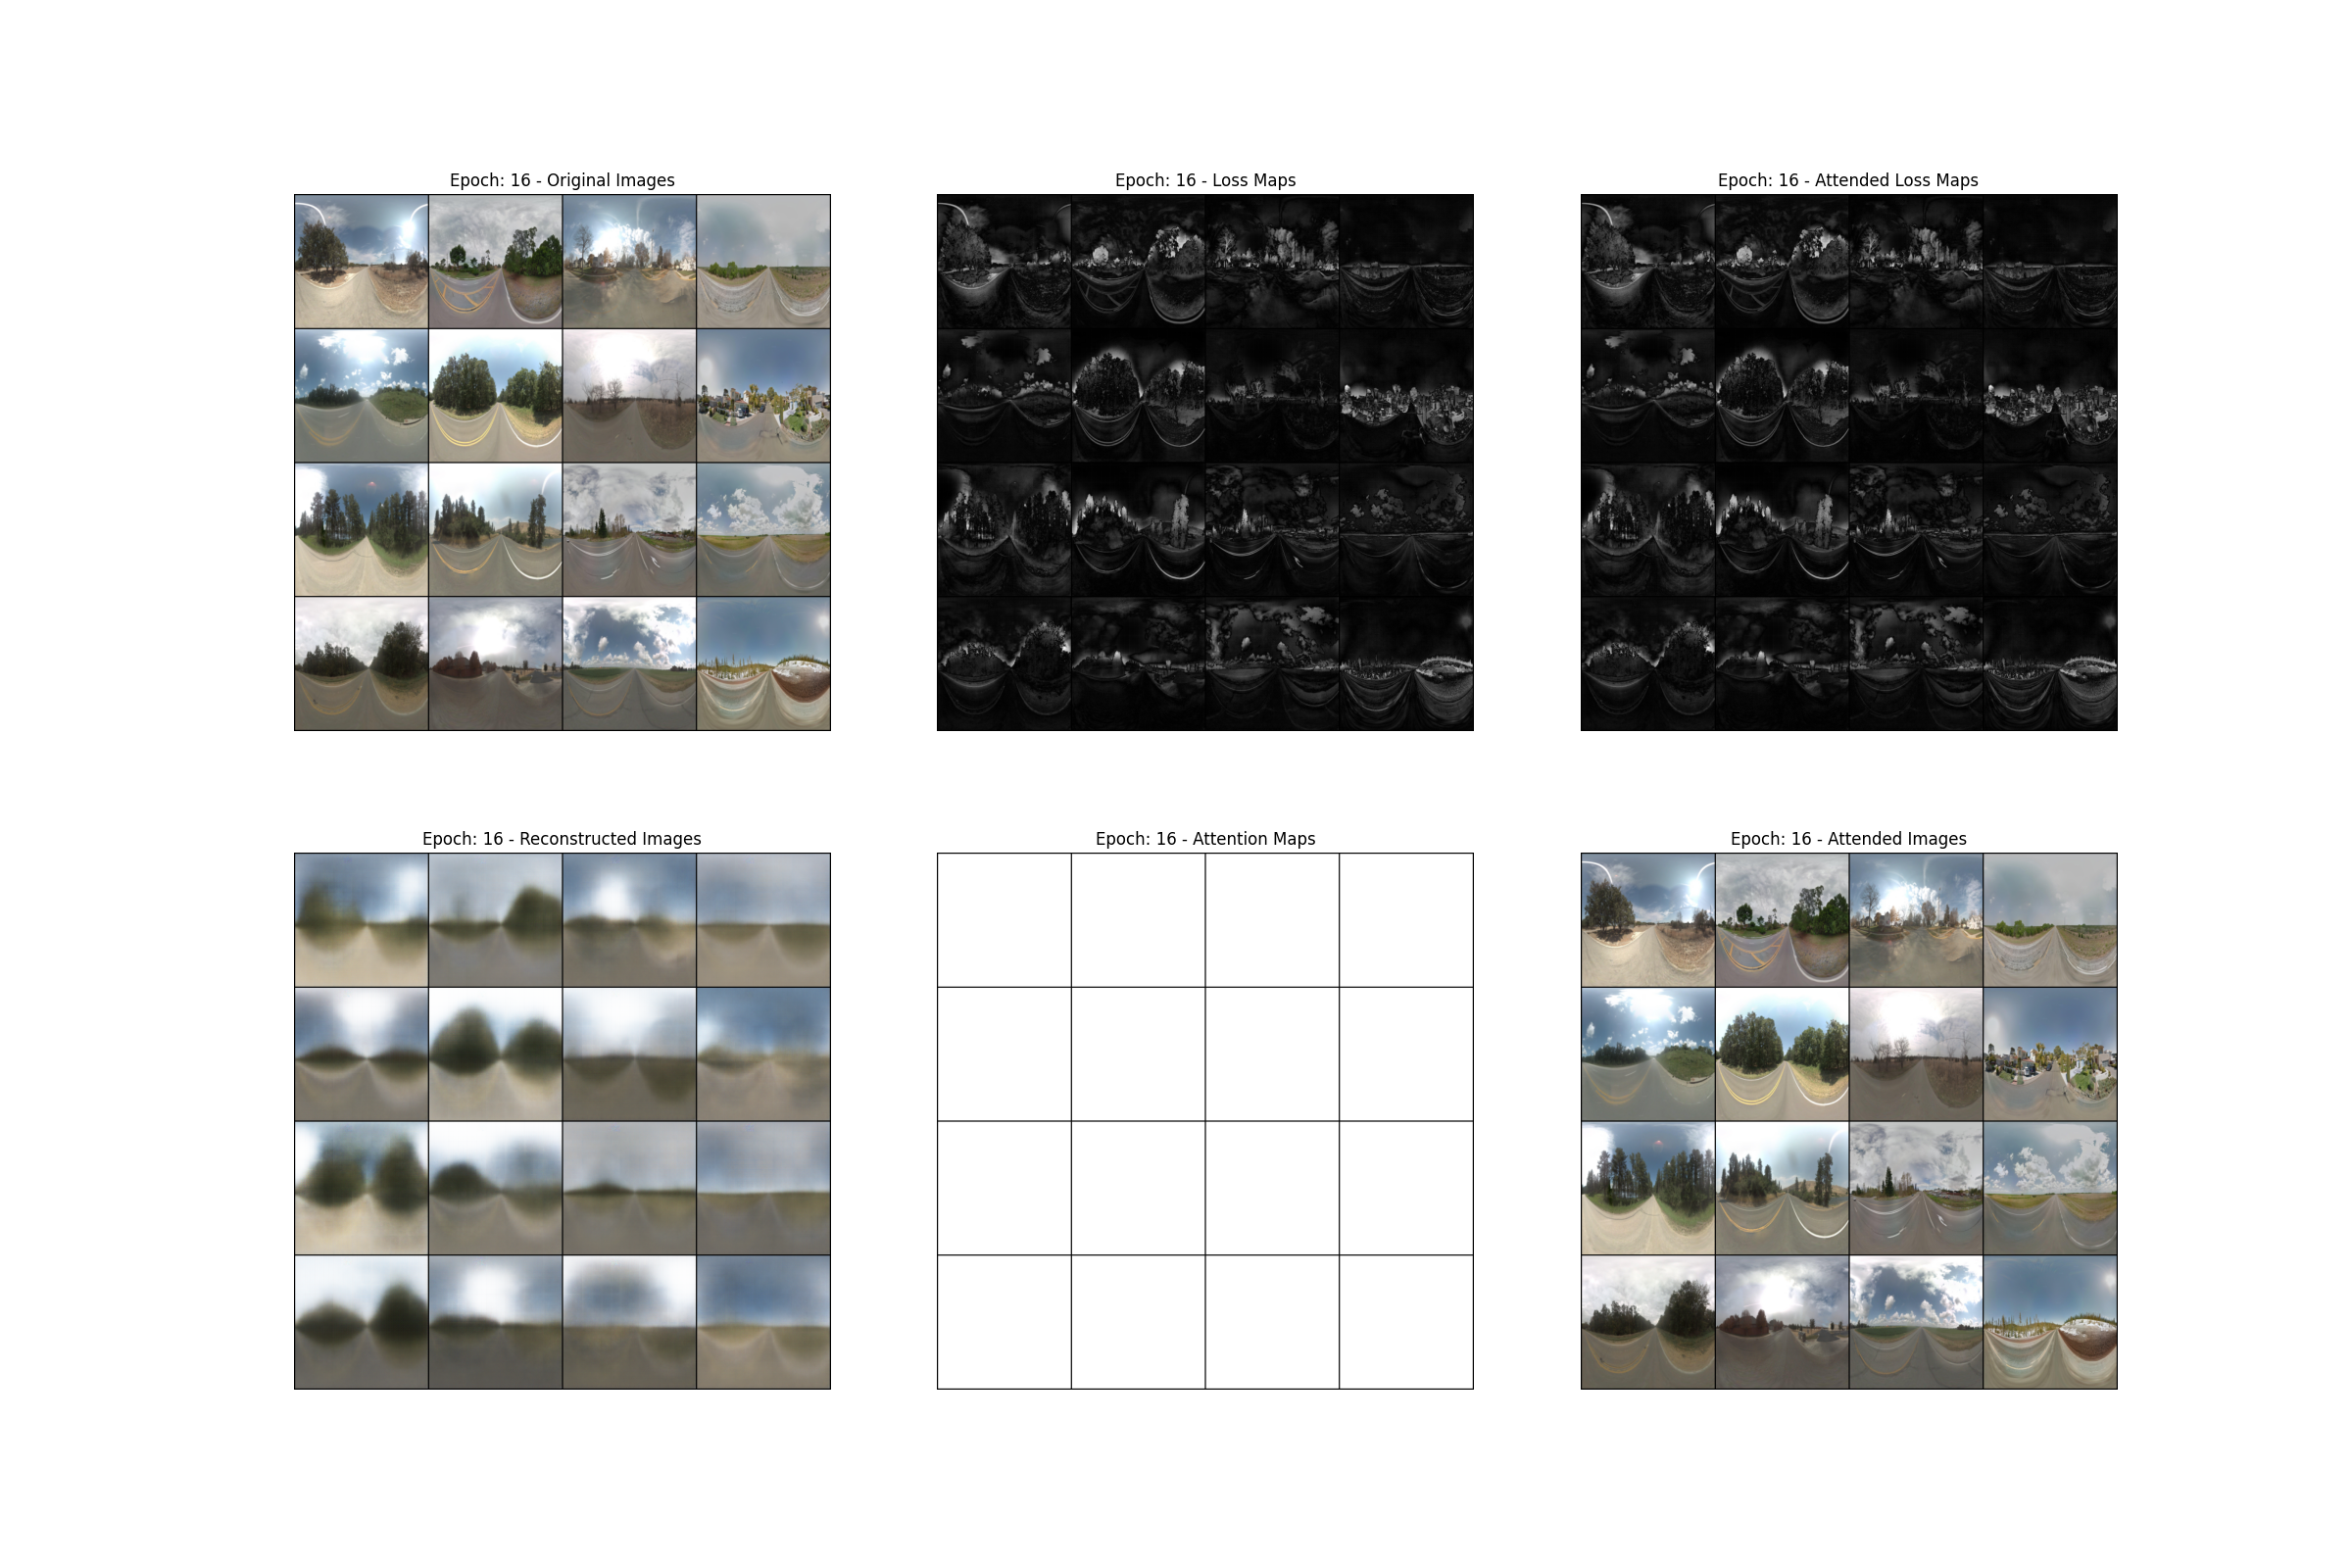 Epoch: 16 - Original Images
Epoch: 16 - Loss Maps
Epoch: 16 - Attended Loss Maps
Epoch: 16 - Reconstructed Images
Epoch: 16 - Attention Maps
Epoch: 16 - Attended Images